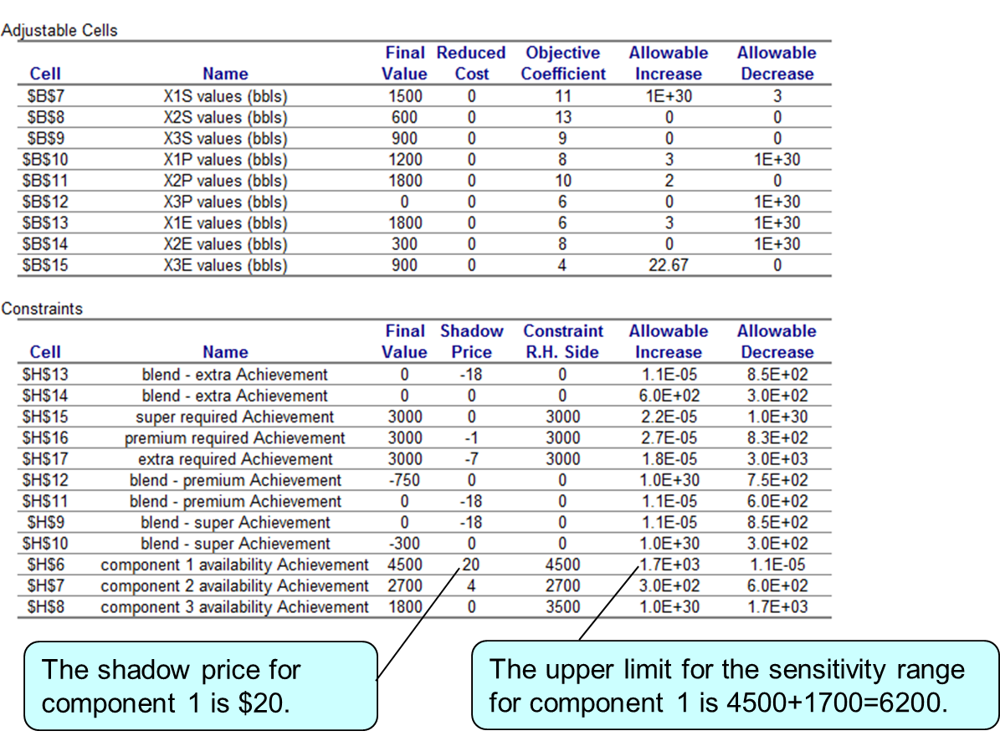 Adjustable Cells
Final Reduced Objective Allowable Allowable
Cell Name Value Cost Coefficient Increase Decrease
$B$7 X1S values (bbls) 1500 0 11 1E+30 3
$B$8 X2S values (bbls) 600 0 13 0 0
$B$9 X3S values (bbls) 900 0 9 0 0
$B$10 X1P values (bbls) 1200 0 8 3 1E+30
$B$11 X2P values (bbls) 1800 0 10 2 0
$B$12 X3P values (bbls) 0 0 6 0 1E+30
$B$13 X1E values (bbls) 1800 0 6 3 1E+30
$B$14 X2E values (bbls) 300 0 8 0 1E+30
$B$15 X3E values (bbls) 900 0 4 22.67 0
Constraints
Final Shadow Constraint Allowable Allowable
Cell Name Value Price R.H. Side Increase Decrease
$H$13 blend - extra Achievement 0 -18 0 1.1E-05 8.5E+02
$H$14 blend - extra Achievement 0 0 0 6.0E+02 3.0E+02
$H$15 super required Achievement 3000 0 3000 2.2E-05 1.0E+30
$H$16 premium required Achievement 3000 -1 3000 2.7E-05 8.3E+02
$H$17 extra required Achievement 3000 -7 3000 1.8E-05 3.0E+03
$H$12 blend - premium Achievement -750 0 0 1.0E+30 7.5E+02
$H$11 blend - premium Achievement 0 -18 0 1.1E-05 6.0E+02
$H$9 blend - super Achievement 0 -18 0 1.1E-05 8.5E+02
$H$10 blend - super Achievement -300 0 0 1.0E+30 3.0E+02
$H$6 component 1 availability Achievement 4500 20 4500 1.7E+03 1.1E-05
$H$7 component 2 availability Achievement 2700 4 2700 3.0E+02 6.0E+02
$H$8 component 3 availability Achievement 1800 0 3500 1.0E+30 1.7E+03
The shadow price for
component 1 is $20.
The upper limit for the sensitivity range
for component 1 is 4500+1700=6200.